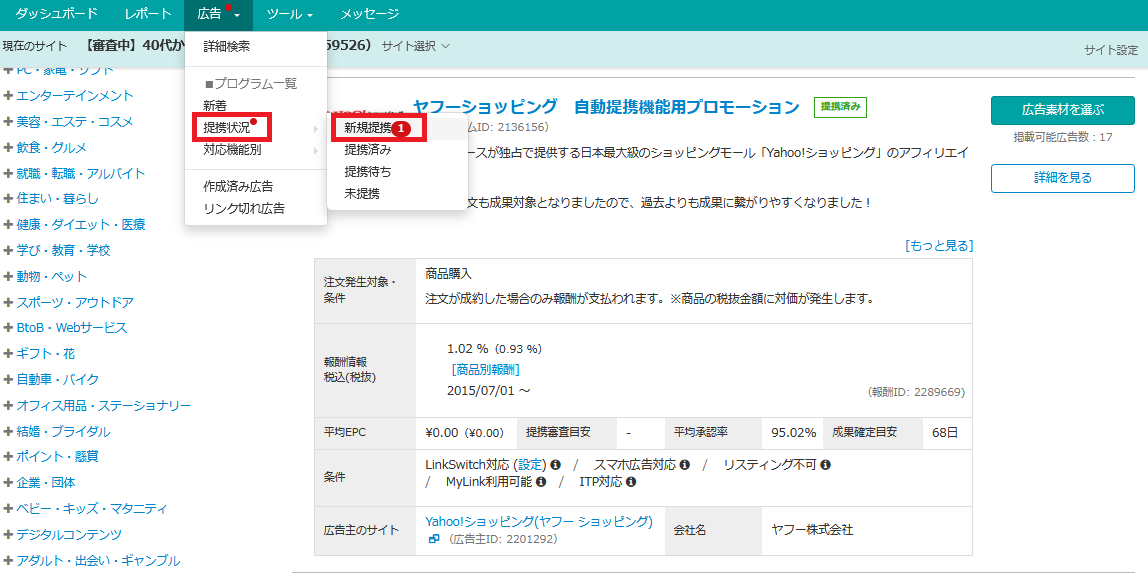 ダッシュボード レポート 広告 ツール メッセージ
現在のサイト 【審査中】40代か 59526） サイト選択
サイト設定
詳細検索
■プログラム一覧
新着
提携状況
対応機能別
作成済み広告
リンク切れ広告
新規提携 1
提携済み
提携待ち
未提携
PC・家電・ソフト
エンターテインメント
美容・エステ・コスメ
飲食・グルメ
就職・転職・アルバイト
住まい・暮らし
健康・ダイエット・医療
学び・教育・学校
動物・ペット
スポーツ・アウトドア
BtoB・Webサービス
ギフト・花
自動車・バイク
オフィス用品・ステーショナリー
結婚・ブライダル
ポイント・懸賞
企業・団体
ベビー・キッズ・マタニティ
デジタルコンテンツ
アダルト・出会い・ギャンブル
ヤフーショッピング 自動提携機能用プロモーション 提携済み
ムID: 2136156）
ースが独占で提供する日本最大級のショッピングモール「Yahoo!ショッピング」のアフィリエイ
文も成果対象となりましたので、過去よりも成果に繋がりやすくなりました！
[もっと見る]
広告素材を選ぶ
掲載可能広告数：17
詳細を見る
注文発生対象・
条件
商品購入
注文が成約した場合のみ報酬が支払われます。※商品の税抜金額に対価が発生します。
報酬情報
税込(税抜)
1.02 %（0.93 %）
[商品別報酬]
2015/07/01 ～
（報酬ID: 2289669）
平均EPC ¥0.00（¥0.00） 提携審査目安 - 平均承認率 95.02% 成果確定目安 68日
条件
LinkSwitch対応 (設定) / スマホ広告対応 / リスティング不可
/ MyLink利用可能 / ITP対応
広告主のサイト
Yahoo!ショッピング(ヤフー ショッピング)
（広告主ID: 2201292）
会社名 ヤフー株式会社